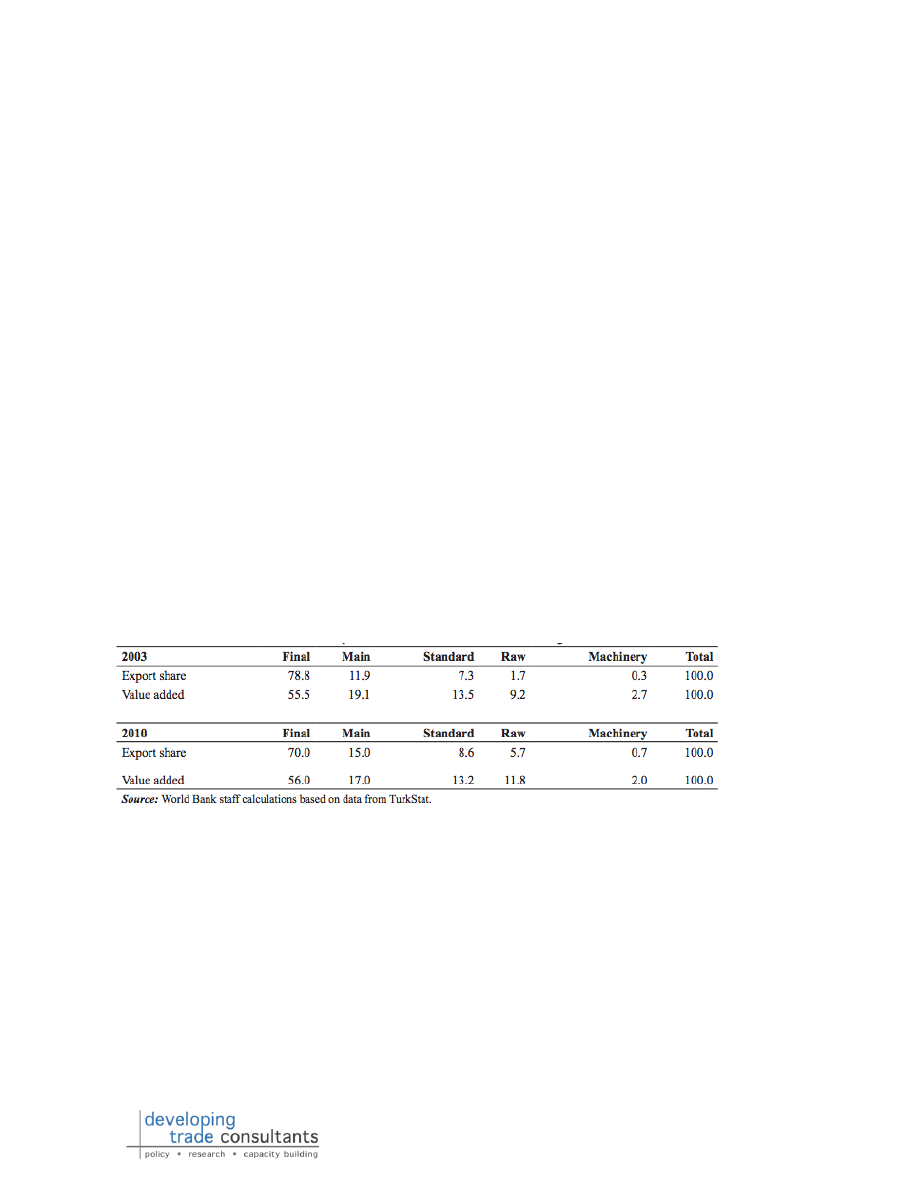 2003 Final Main Standard Raw Machinery Total
Export share 78.8 11.9 7.3 1.7 0.3 100.0
Value added 55.5 19.1 13.5 9.2 2.7 100.0
2010 Final Main Standard Raw Machinery Total
Export share 70.0 15.0 8.6 5.7 0.7 100.0
Value added 56.0 17.0 13.2 11.8 2.0 100.0
Source: World Bank staff calculations based on data from TurkStat.
developing
trade consultants
policy • research • capacity building